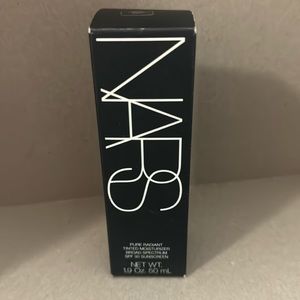 NARS
PURE RADIANT
TINTED MOISTURIZER
BROAD SPECTRUM
SPF 30 SUNSCREEN
NET WT.
1.9 Oz. 50 mL